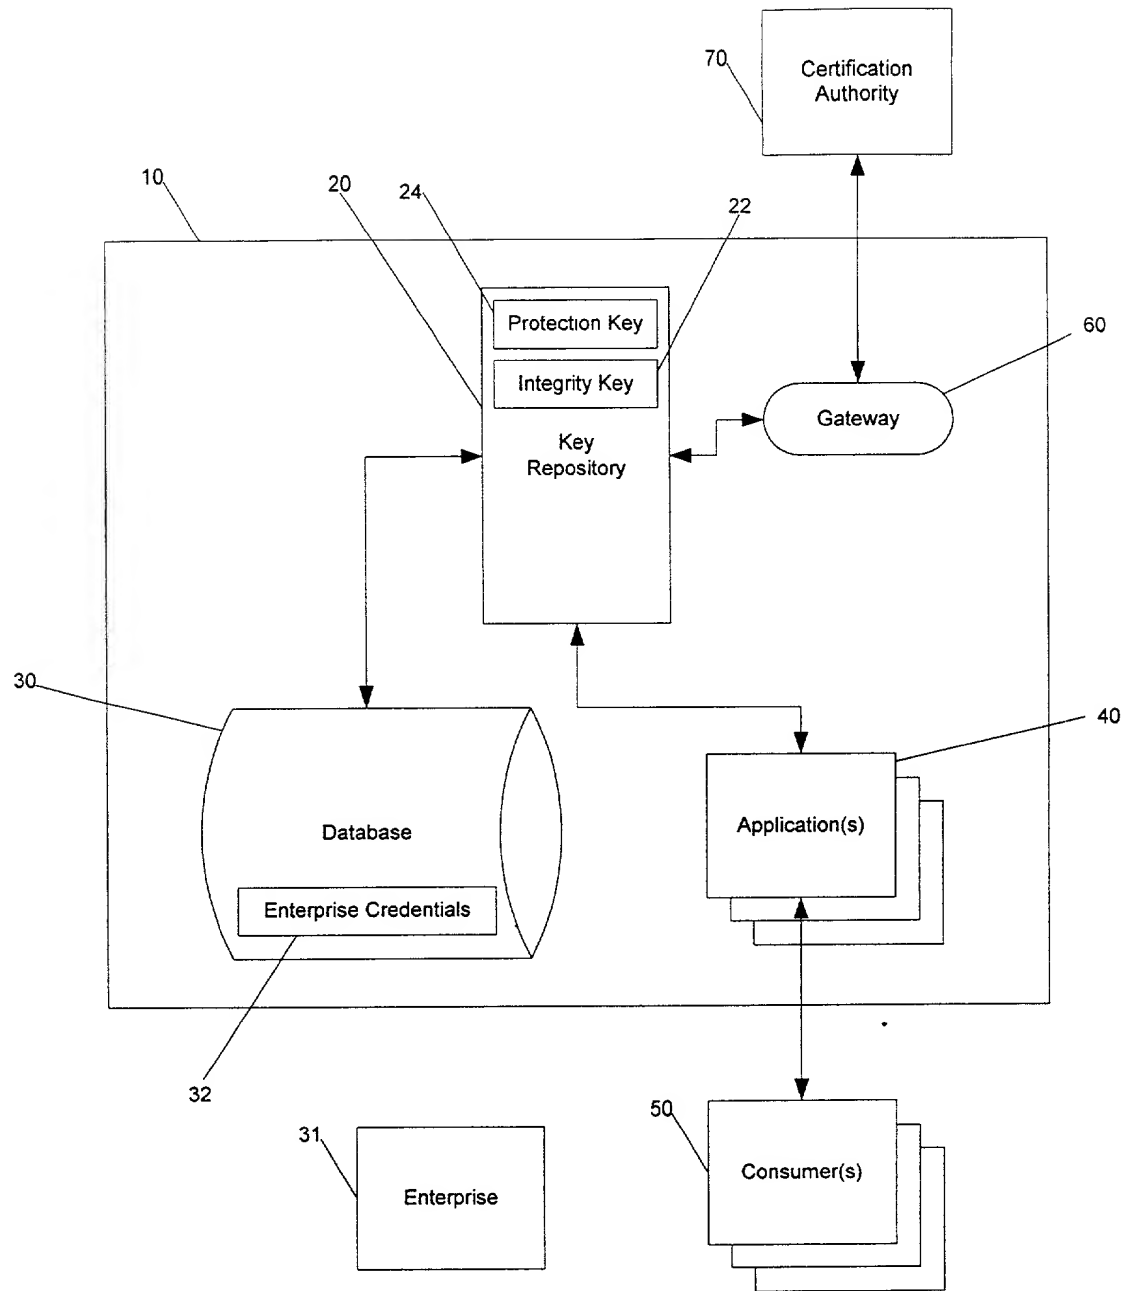 70
Certification
Authority
10
20
24
22
Protection Key
Integrity Key
60
Gateway
Key
Repository
30
40
Database
Application(s)
Enterprise Credentials
32
31
50
Enterprise
Consumer(s)